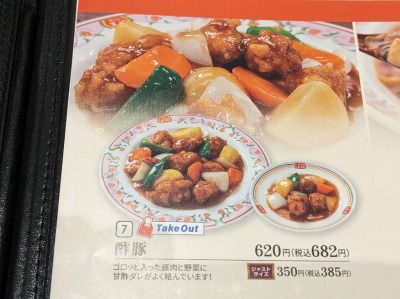 7 Take Out
酢豚 620円(税込682円)
ゴロッと入った豚肉と野菜に
甘酢ダレがよく絡んでいます!
ジャストサイズ 350円(税込385円)